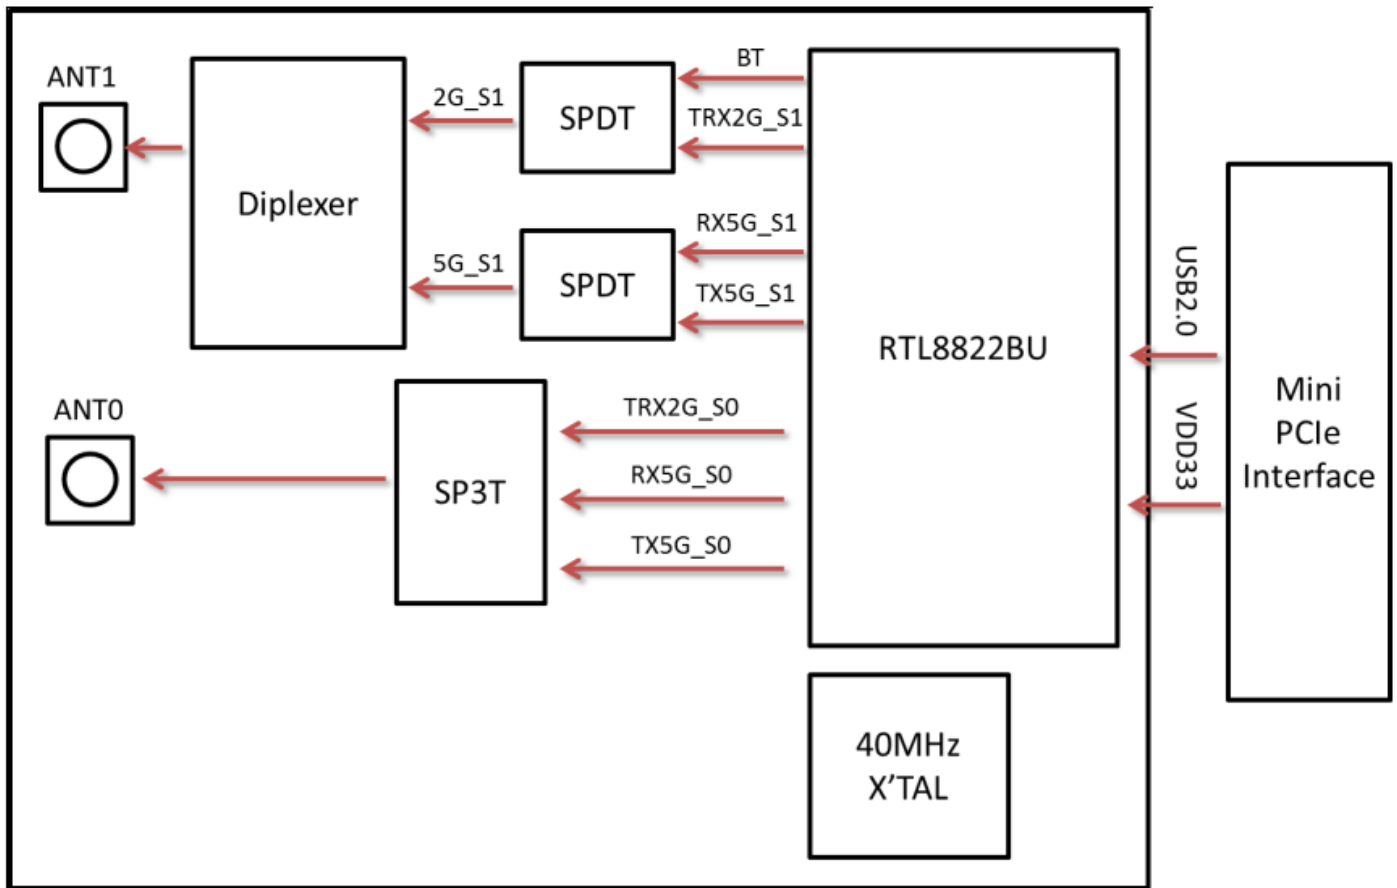 ANT1
Diplexer
2G_S1
5G_S1
SPDT
SPDT
BT
TRX2G_S1
RX5G_S1
TX5G_S1
RTL8822BU
USB2.0
VDD33
Mini
PCIe
Interface
ANT0
SP3T
TRX2G_S0
RX5G_S0
TX5G_S0
40MHz
X’TAL